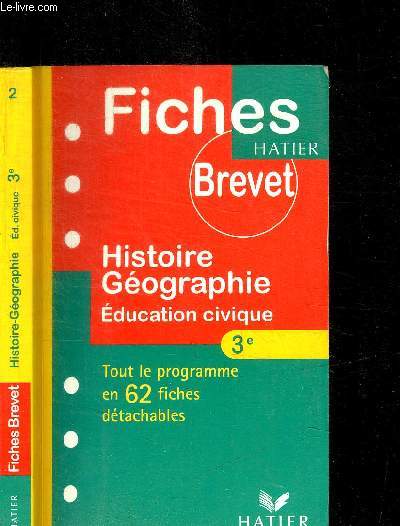 Le-livre.com
2
Fiches Brevet Histoire-Géographie Éd. civique 3e
HATIER
Fiches
HATIER
Brevet
Histoire
Géographie
Éducation civique
3e
Tout le programme
en 62 fiches
détachables
HATIER